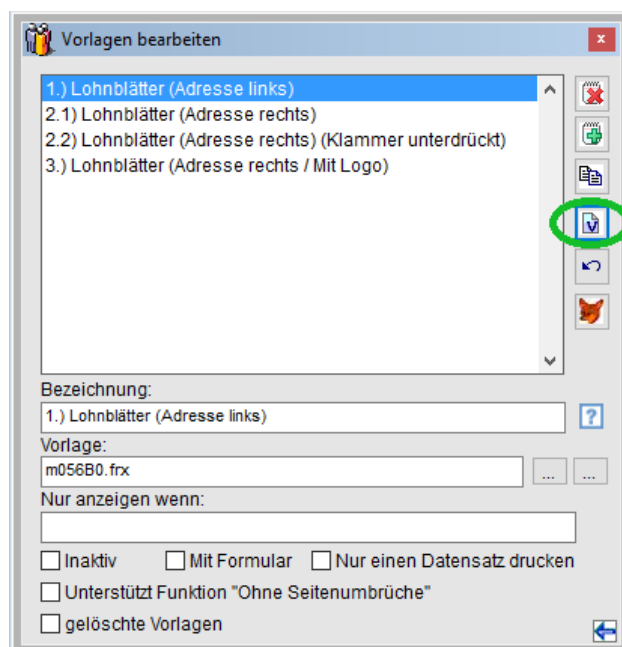 Vorlagen bearbeiten
x
1.) Lohnblätter (Adresse links)
2.1) Lohnblätter (Adresse rechts)
2.2) Lohnblätter (Adresse rechts) (Klammer unterdrückt)
3.) Lohnblätter (Adresse rechts / Mit Logo)
V
Bezeichnung:
1.) Lohnblätter (Adresse links)
?
Vorlage:
m056B0.frx
... ...
Nur anzeigen wenn:
Inaktiv Mit Formular Nur einen Datensatz drucken
Unterstützt Funktion "Ohne Seitenumbrüche"
gelöschte Vorlagen